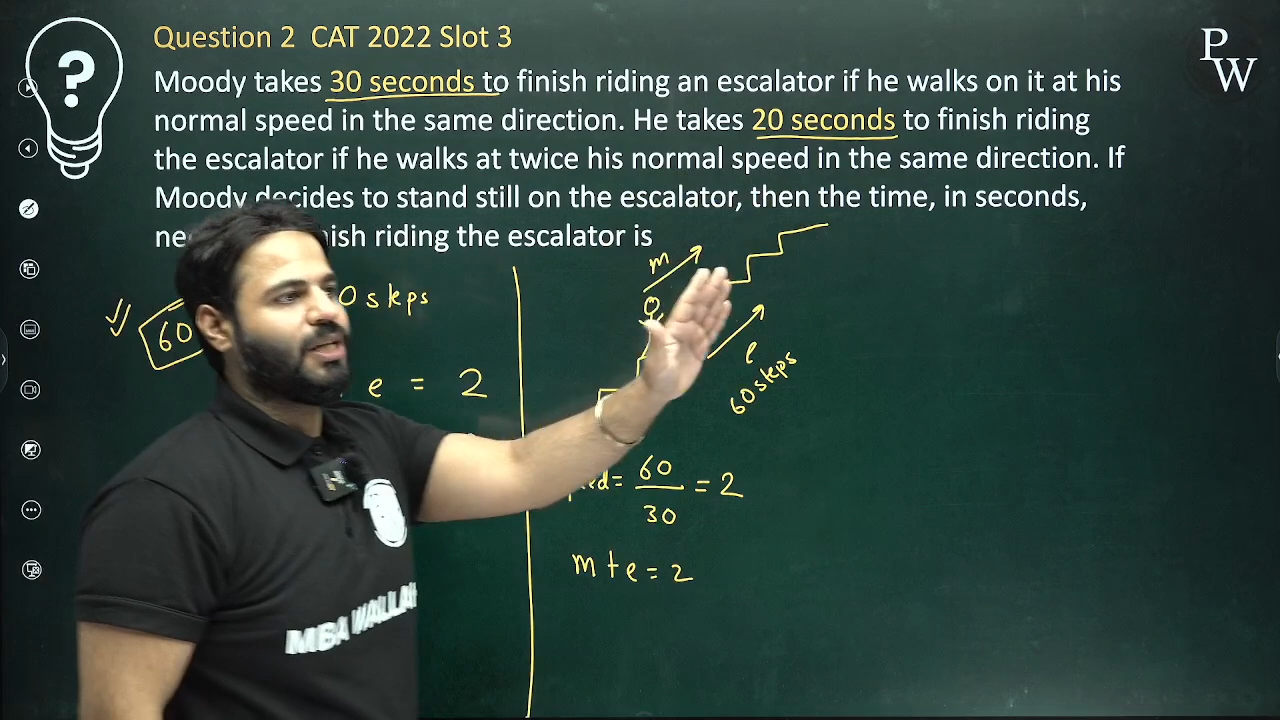 Question 2 CAT 2022 Slot 3
PW
Moody takes 30 seconds to finish riding an escalator if he walks on it at his
normal speed in the same direction. He takes 20 seconds to finish riding
the escalator if he walks at twice his normal speed in the same direction. If
Moody decides to stand still on the escalator, then the time, in seconds,
ish riding the escalator is
60
0 steps
e = 2
m
e
60 steps
= 60/30 = 2
m + e = 2
MBA WALLAH